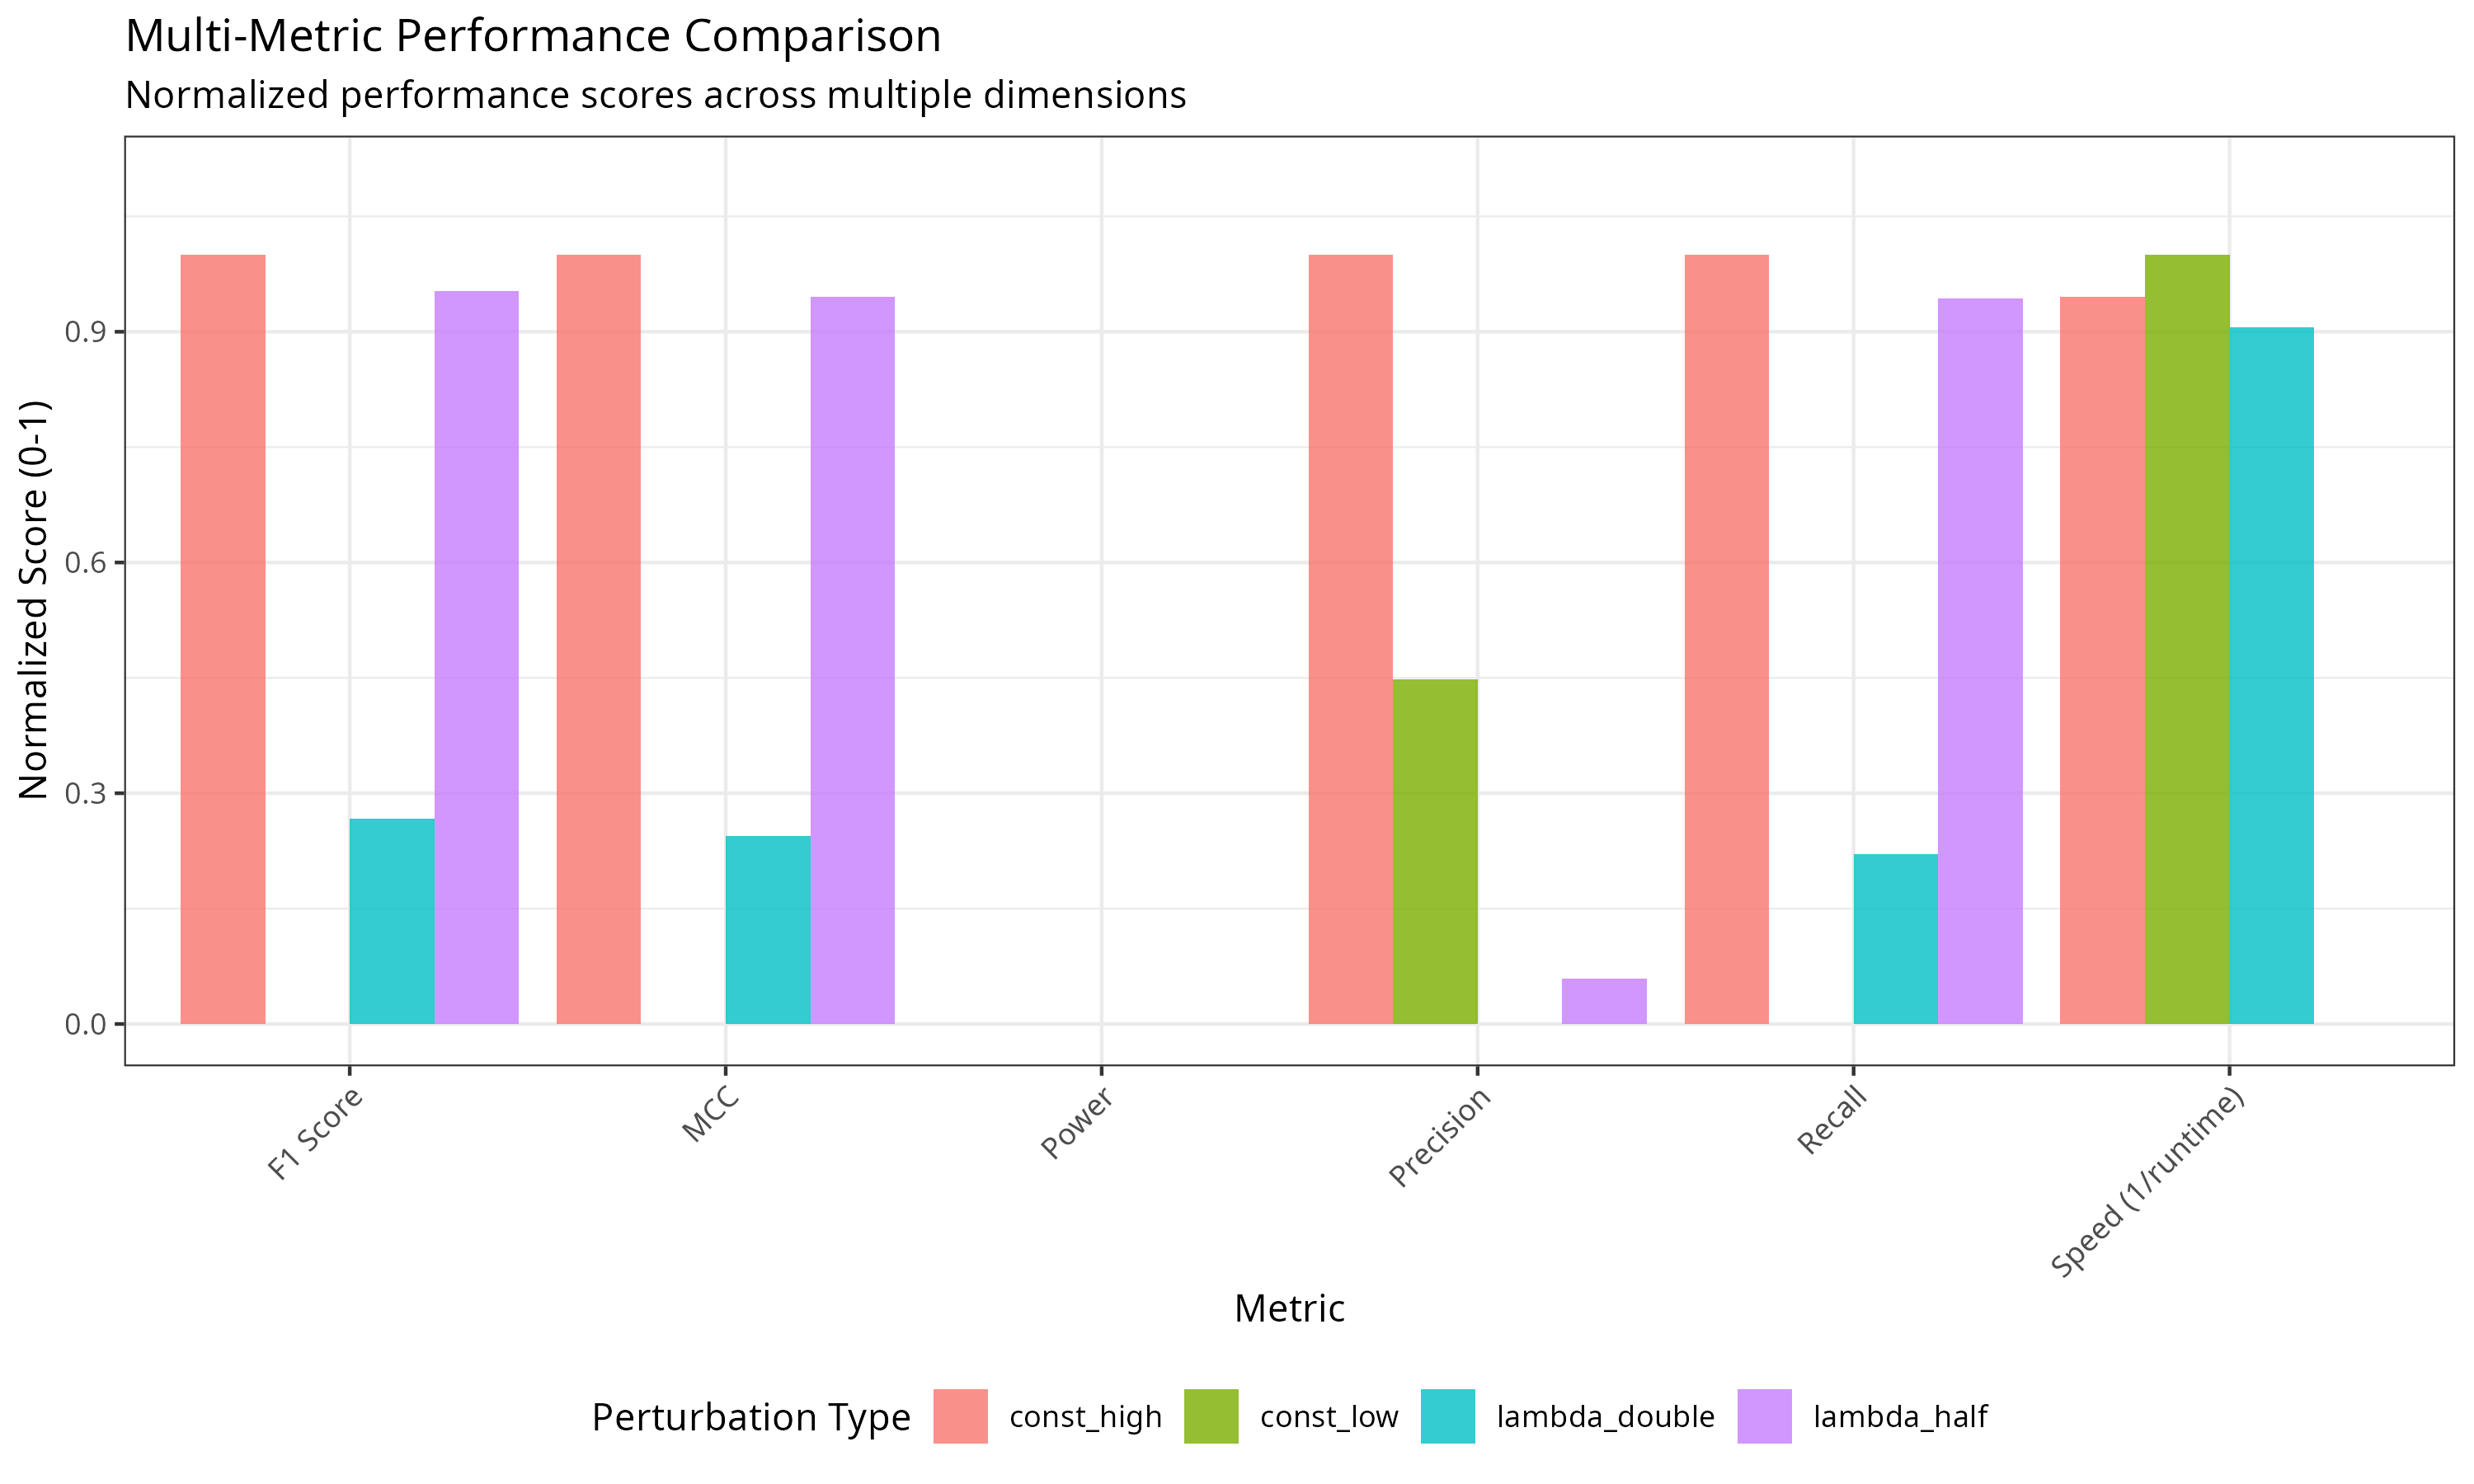 Multi-Metric Performance Comparison
Normalized performance scores across multiple dimensions
Normalized Score (0-1)
0.9
0.6
0.3
0.0
F1 Score
MCC
Power
Precision
Recall
Speed (1/runtime)
Metric
Perturbation Type const_high const_low lambda_double lambda_half